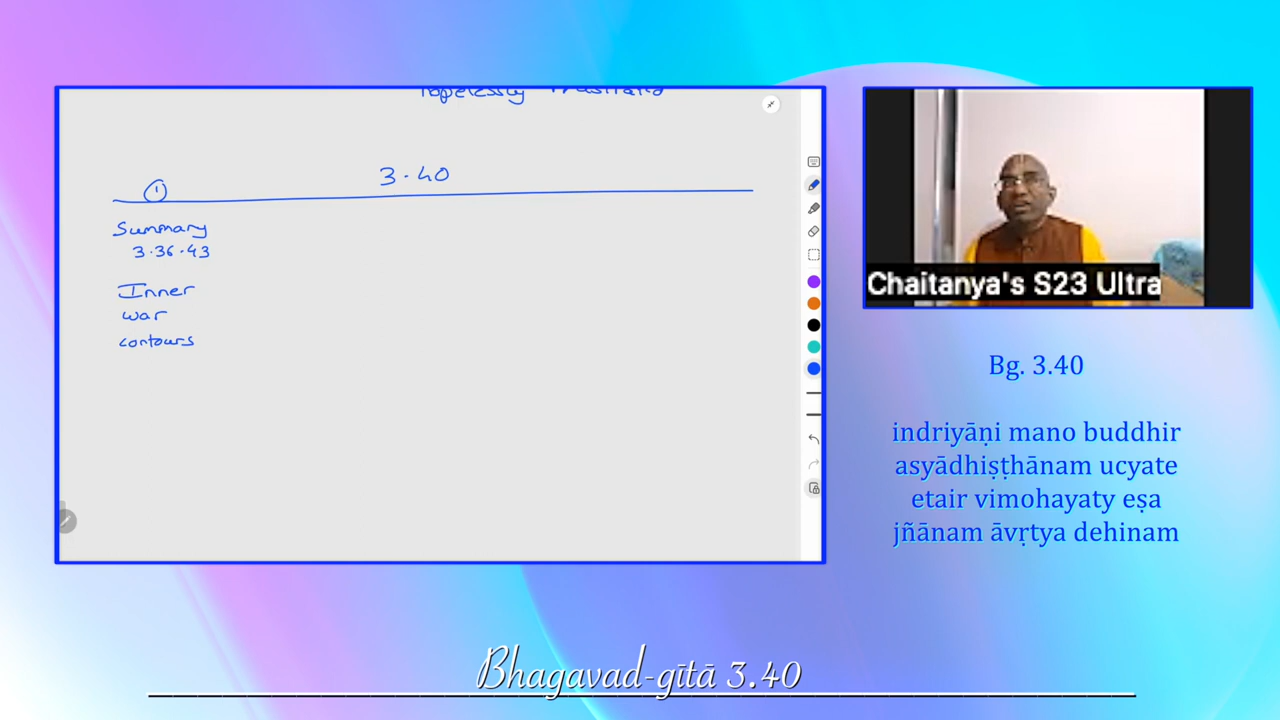 3.40
①
Summary
3.36.43
Inner
war
contours
Chaitanya's S23 Ultra
Bg. 3.40
indriyāṇi mano buddhir
asyādhiṣṭhānam ucyate
etair vimohayaty eṣa
jñānam āvṛtya dehinam
Bhagavad-gītā 3.40